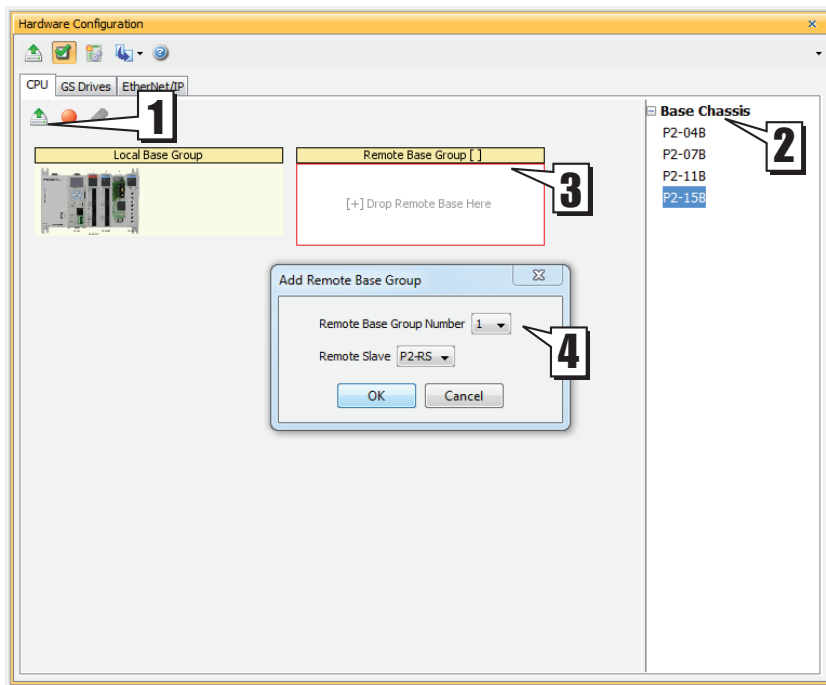 Hardware Configuration
CPU GS Drives EtherNet/IP
1
Base Chassis
P2-04B
P2-07B
P2-11B
P2-15B
2
Local Base Group
Remote Base Group [ ]
[+] Drop Remote Base Here
3
Add Remote Base Group
Remote Base Group Number 1
Remote Slave P2-RS
4
OK Cancel